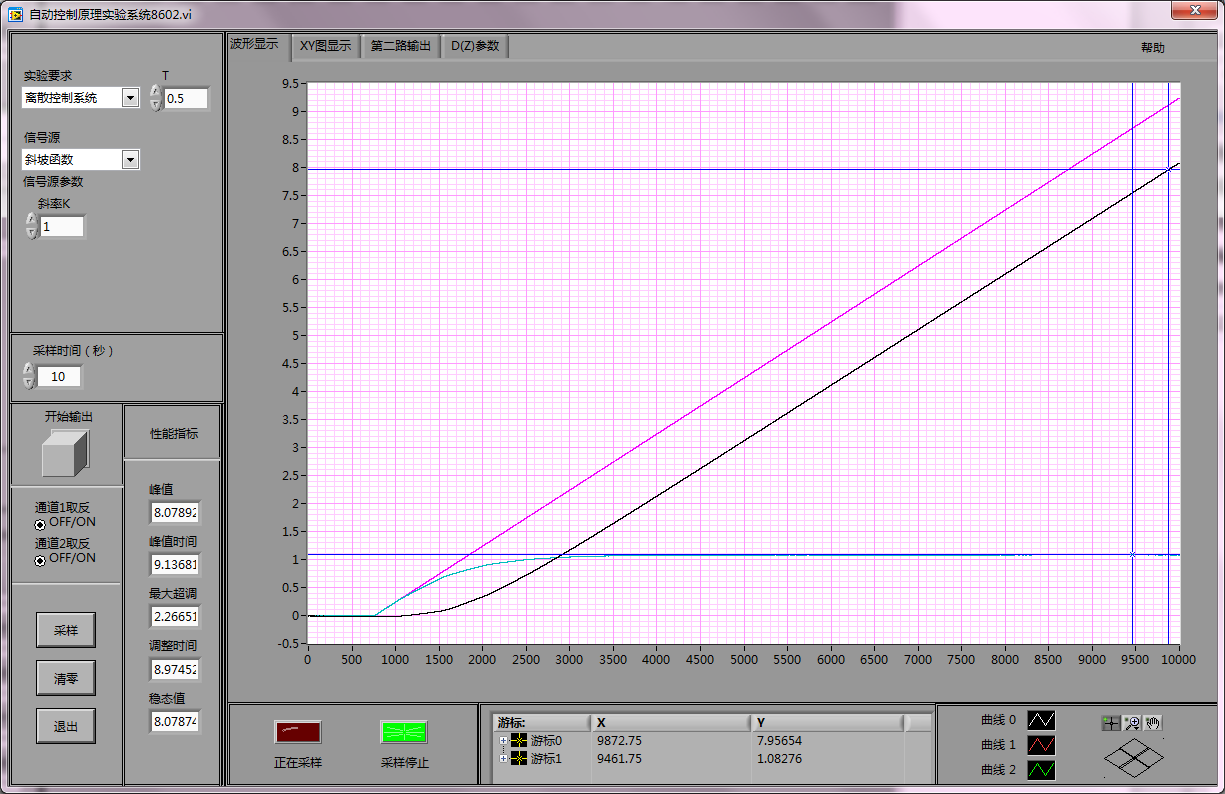 自动控制原理实验系统8602.vi
波形显示 XY图显示 第二路输出 D(Z)参数 帮助
实验要求 T
离散控制系统 0.5
信号源
斜坡函数
信号源参数
斜率K
1
采样时间（秒）
10
开始输出
通道1取反
OFF/ON
通道2取反
OFF/ON
采样
清零
退出
性能指标
峰值
8.07892
峰值时间
9.13681
最大超调
2.26651
调整时间
8.97452
稳态值
8.07874
9.5
9
8.5
8
7.5
7
6.5
6
5.5
5
4.5
4
3.5
3
2.5
2
1.5
1
0.5
0
-0.5
0 500 1000 1500 2000 2500 3000 3500 4000 4500 5000 5500 6000 6500 7000 7500 8000 8500 9000 9500 10000
正在采样 采样停止
游标: X Y
游标0 9872.75 7.95654
游标1 9461.75 1.08276
曲线 0
曲线 1
曲线 2